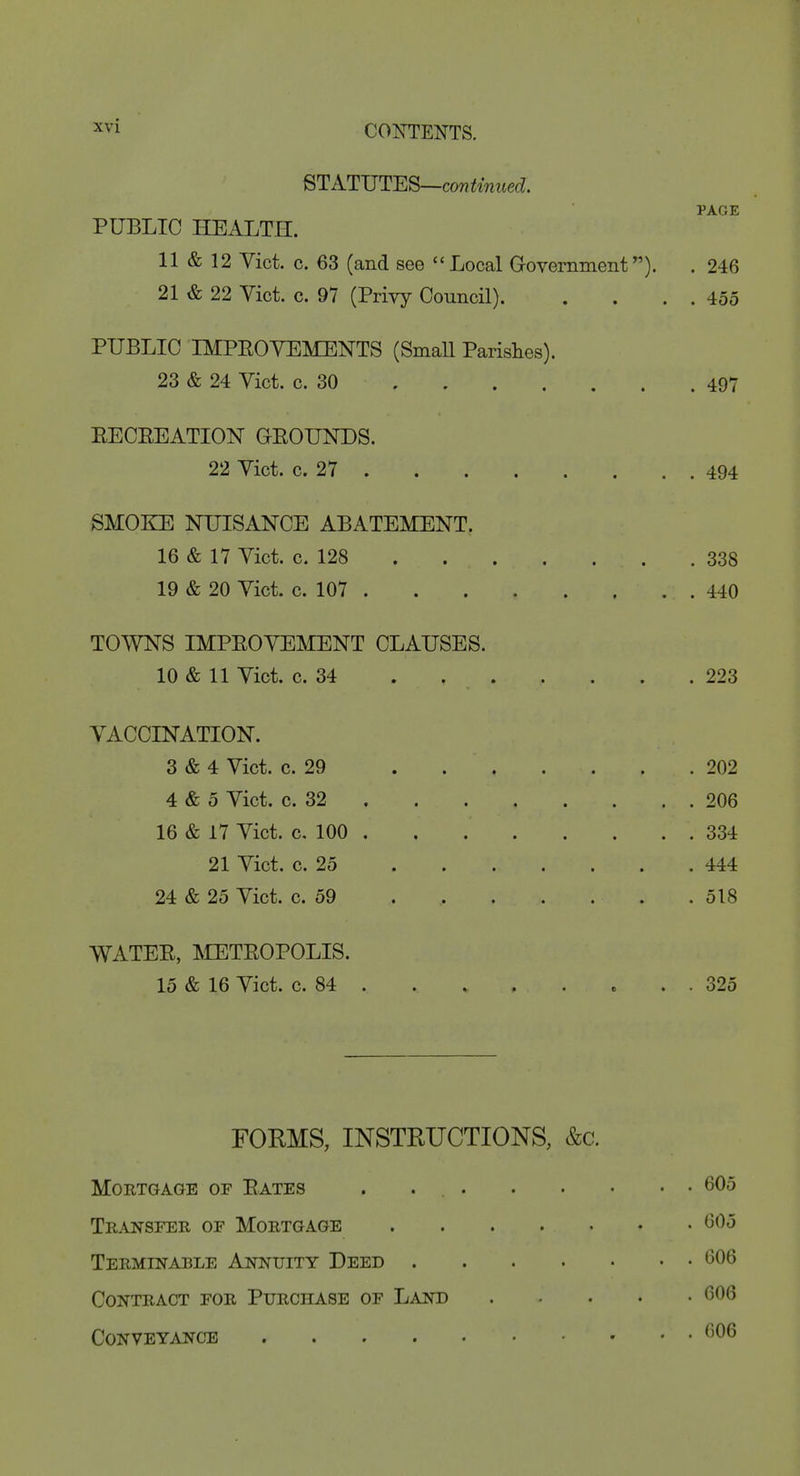 xvi CONTENTS.
STATUTES—continued.
PAGE
PUBLIC HEALTH.
11 & 12 Vict. c. 63 (and see “Local Government”). . 246
21 & 22 Vict. c. 97 (Privy Council). . . . . 455
PUBLIC IMPROVEMENTS (Small Parishes).
23 & 24 Vict. c. 30 . . . . . . . 497
RECREATION GROUNDS.
22 Vict. c. 27 . . . . . . . . 494
SMOKE NUISANCE ABATEMENT.
16 & 17 Vict. c. 128 . . . . . . . 338
19 & 20 Vict. c. 107 . . . . . . . . 440
TOWNS IMPROVEMENT CLAUSES.
10 & 11 Vict. c. 34 . . . . . . . 223
VACCINATION.
3 & 4 Vict. c. 29 . . . . . . . 202
4 & 5 Vict. c. 32 . . . . . . . . 206
16 & 17 Vict. c. 100 . . . . . . . . 334
21 Vict. c. 25 . . . . . . . 444
24 & 25 Vict. c. 59 . . . . . . . 518
WATER, METROPOLIS.
15 & 16 Vict. c. 84 . . . . . . . . 325
FORMS, INSTRUCTIONS, &c.
MORTGAGE OF RATES . . . . . . . . 605
TRANSFER OF MORTGAGE . . . . . . . 605
TERMINABLE ANNUITY DEED . . . . . . . 606
CONTRACT FOR PURCHASE OF LAND . . . . . 606
CONVEYANCE . . . . . . . . . . 606